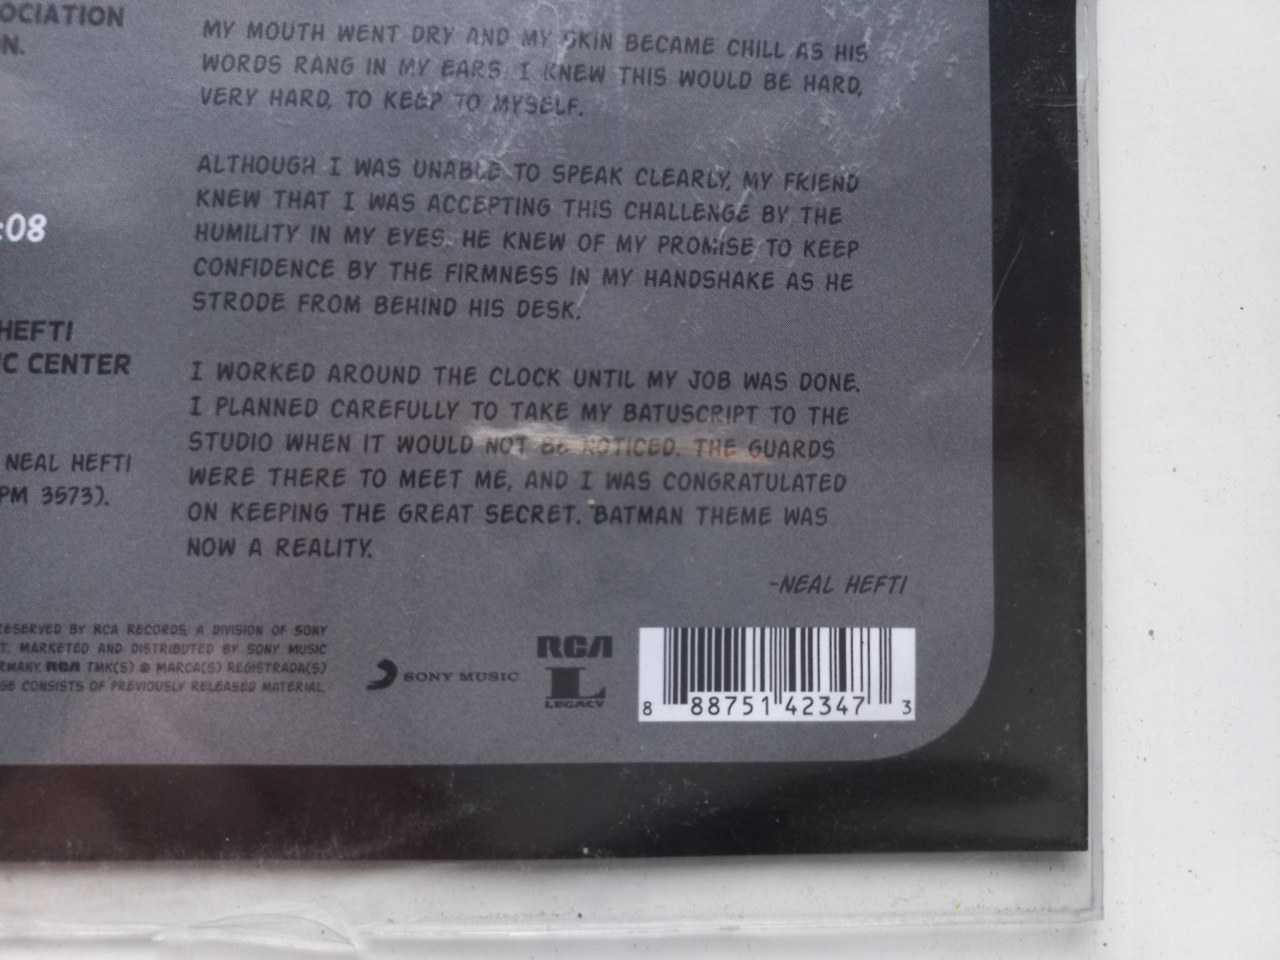 OCIATION
N.
:08
HEFTI
IC CENTER
NEAL HEFTI
PM 3573).
MY MOUTH WENT DRY AND MY SKIN BECAME CHILL AS HIS
WORDS RANG IN MY EARS. I KNEW THIS WOULD BE HARD,
VERY HARD, TO KEEP TO MYSELF.
ALTHOUGH I WAS UNABLE TO SPEAK CLEARLY, MY FRIEND
KNEW THAT I WAS ACCEPTING THIS CHALLENGE BY THE
HUMILITY IN MY EYES. HE KNEW OF MY PROMISE TO KEEP
CONFIDENCE BY THE FIRMNESS IN MY HANDSHAKE AS HE
STRODE FROM BEHIND HIS DESK.
I WORKED AROUND THE CLOCK UNTIL MY JOB WAS DONE.
I PLANNED CAREFULLY TO TAKE MY BATUSCRIPT TO THE
STUDIO WHEN IT WOULD NOT BE NOTICED. THE GUARDS
WERE THERE TO MEET ME, AND I WAS CONGRATULATED
ON KEEPING THE GREAT SECRET. BATMAN THEME WAS
NOW A REALITY.
-NEAL HEFTI
ESERVED BY RCA RECORDS, A DIVISION OF SONY
T. MARKETED AND DISTRIBUTED BY SONY MUSIC
RMANY. RCA TMK(S) ® MARCA(S) REGISTRADA(S)
GE CONSISTS OF PREVIOUSLY RELEASED MATERIAL.
SONY MUSIC
RCA
L
LEGACY
8 88751 42347 3